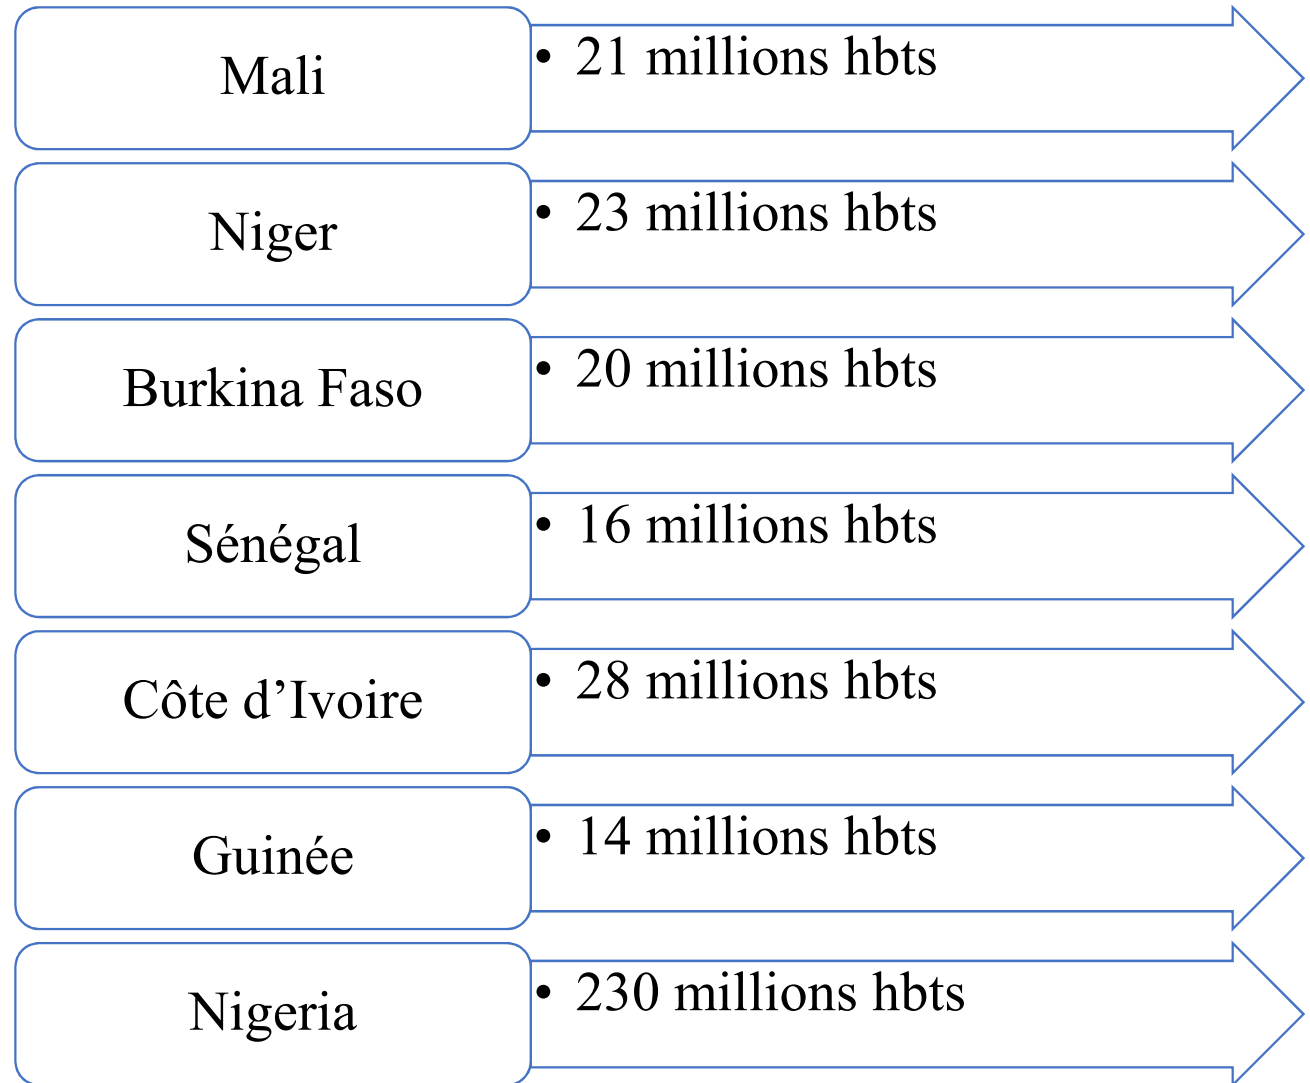 Mali
• 21 millions hbts
Niger
• 23 millions hbts
Burkina Faso
• 20 millions hbts
Sénégal
• 16 millions hbts
Côte d’Ivoire
• 28 millions hbts
Guinée
• 14 millions hbts
Nigeria
• 230 millions hbts